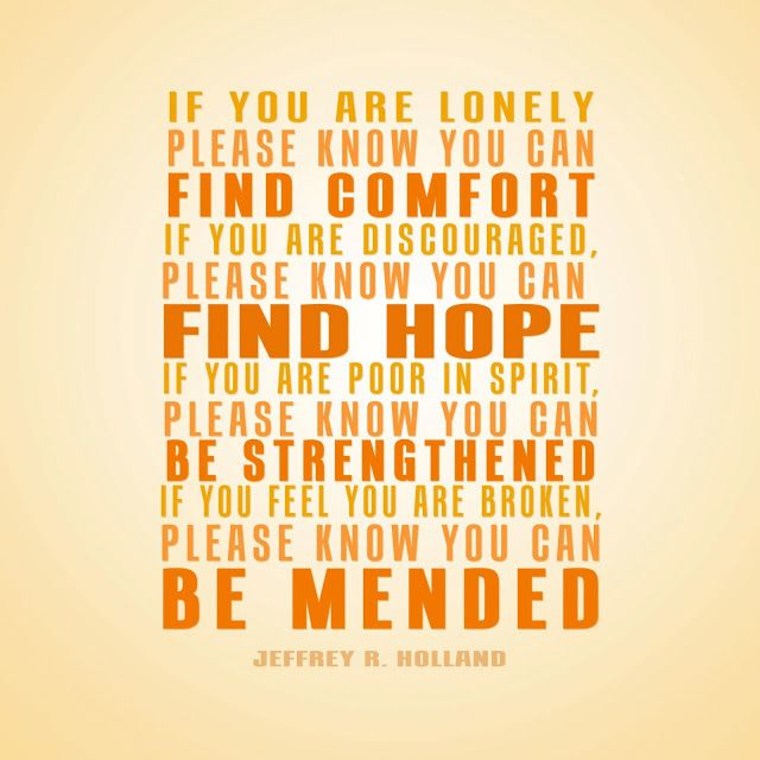 IF YOU ARE LONELY
PLEASE KNOW YOU CAN
FIND COMFORT
IF YOU ARE DISCOURAGED,
PLEASE KNOW YOU CAN
FIND HOPE
IF YOU ARE POOR IN SPIRIT,
PLEASE KNOW YOU CAN
BE STRENGTHENED
IF YOU FEEL YOU ARE BROKEN,
PLEASE KNOW YOU CAN
BE MENDED
JEFFREY R. HOLLAND